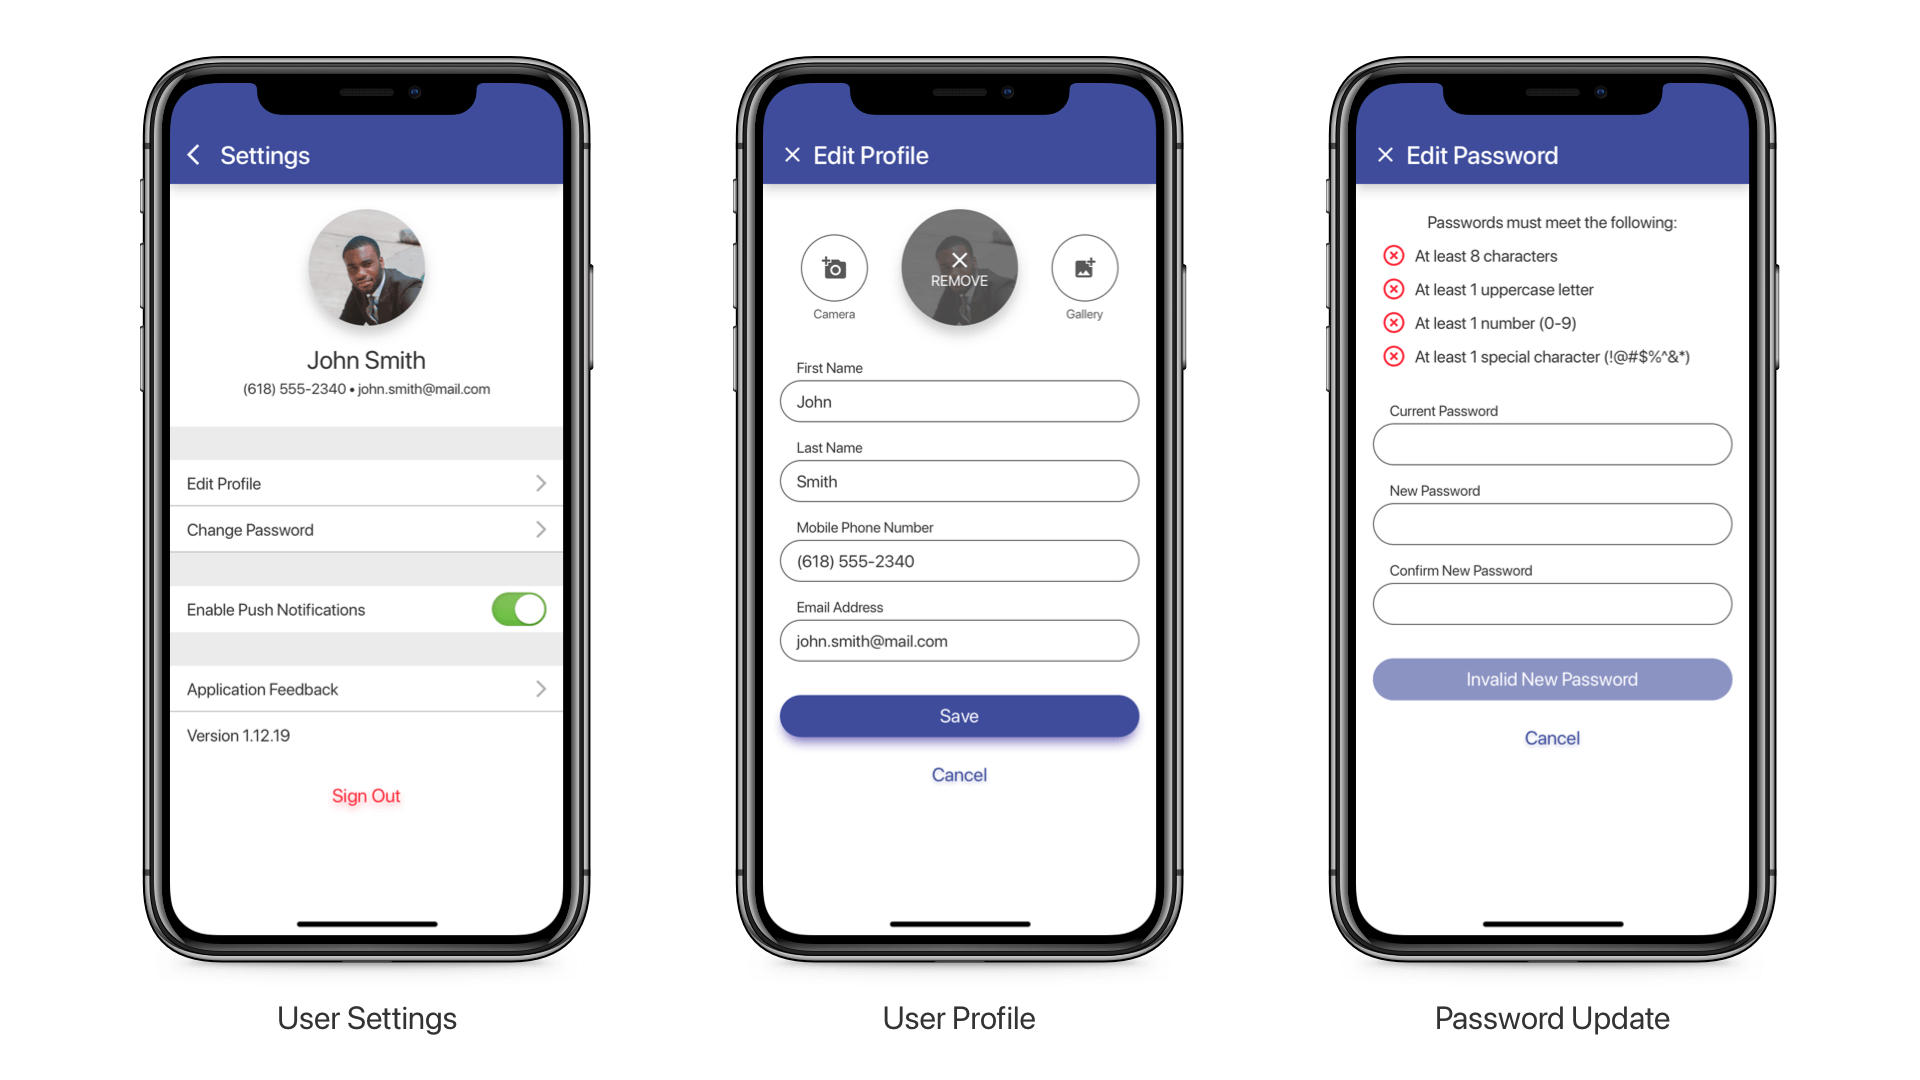 Settings
John Smith
(618) 555-2340 • john.smith@mail.com
Edit Profile
Change Password
Enable Push Notifications
Application Feedback
Version 1.12.19
Sign Out
User Settings
Edit Profile
REMOVE
Camera
Gallery
First Name
John
Last Name
Smith
Mobile Phone Number
(618) 555-2340
Email Address
john.smith@mail.com
Save
Cancel
User Profile
Edit Password
Passwords must meet the following:
At least 8 characters
At least 1 uppercase letter
At least 1 number (0-9)
At least 1 special character (!@#$%^&*)
Current Password
New Password
Confirm New Password
Invalid New Password
Cancel
Password Update